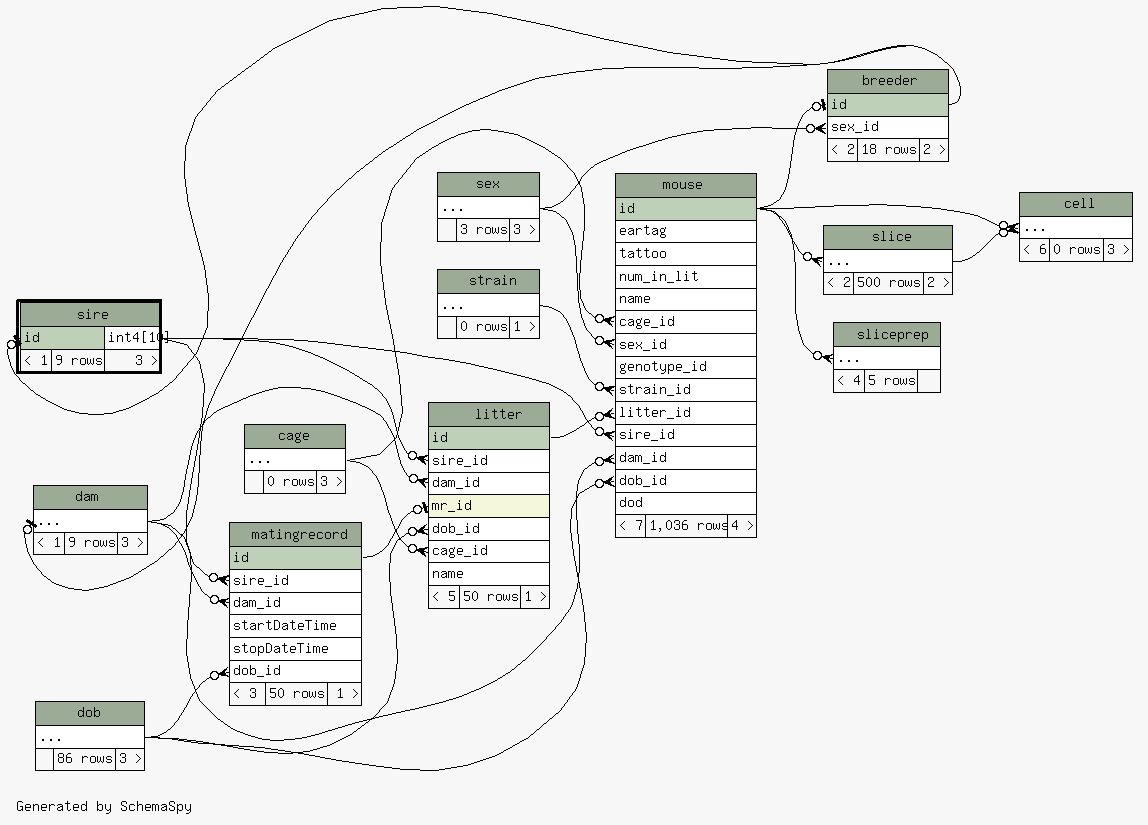 breeder
id
sex_id
< 2 18 rows 2 >
sex
...
3 rows 3 >
mouse
id
eartag
tattoo
num_in_lit
name
cage_id
sex_id
genotype_id
strain_id
litter_id
sire_id
dam_id
dob_id
dod
< 7 1,036 rows 4 >
cell
...
< 6 0 rows 3 >
slice
...
< 2 500 rows 2 >
strain
...
0 rows 1 >
sliceprep
...
< 4 5 rows
sire
id int4[10]
< 1 9 rows 3 >
litter
id
sire_id
dam_id
mr_id
dob_id
cage_id
name
< 5 50 rows 1 >
cage
...
0 rows 3 >
dam
...
< 1 9 rows 3 >
matingrecord
id
sire_id
dam_id
startDateTime
stopDateTime
dob_id
< 3 50 rows 1 >
dob
...
86 rows 3 >
Generated by SchemaSpy